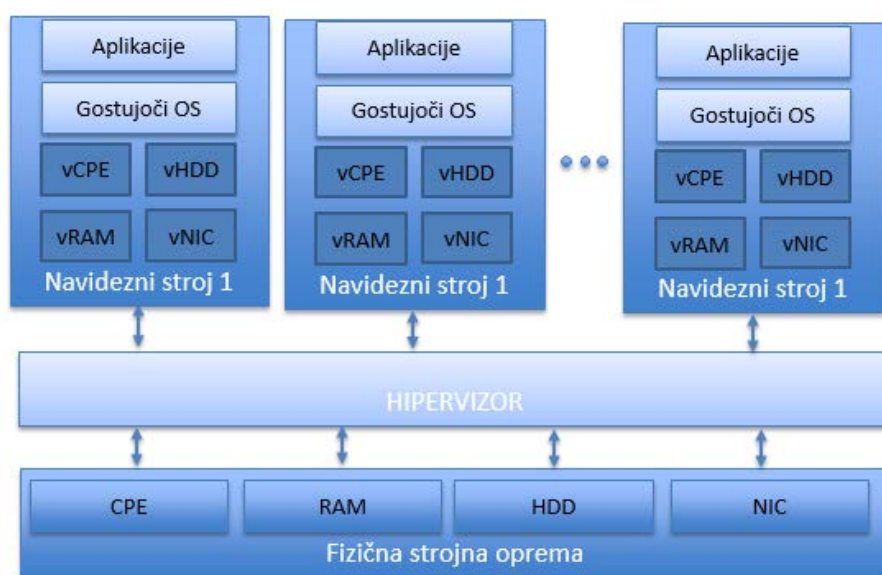 Aplikacije
Gostujoči OS
vCPE vHDD
vRAM vNIC
Navidezni stroj 1
Aplikacije
Gostujoči OS
vCPE vHDD
vRAM vNIC
Navidezni stroj 1
Aplikacije
Gostujoči OS
vCPE vHDD
vRAM vNIC
Navidezni stroj 1
HIPERVIZOR
CPE RAM HDD NIC
Fizična strojna oprema